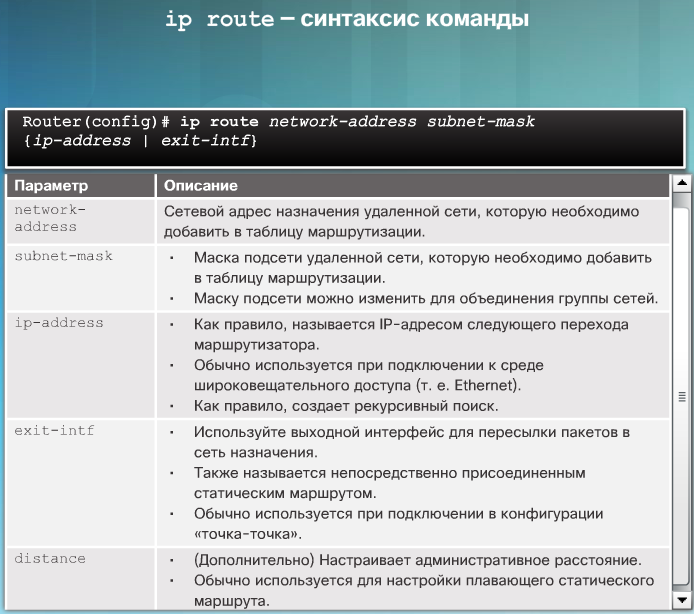 ip route – синтаксис команды
Router(config)# ip route network-address subnet-mask
{ip-address | exit-intf}
Параметр Описание
network-
address
Сетевой адрес назначения удаленной сети, которую необходимо
добавить в таблицу маршрутизации.
subnet-mask
▪ Маска подсети удаленной сети, которую необходимо добавить
в таблицу маршрутизации.
▪ Маску подсети можно изменить для объединения группы сетей.
ip-address
▪ Как правило, называется IP-адресом следующего перехода
маршрутизатора.
▪ Обычно используется при подключении к среде
широковещательного доступа (т. е. Ethernet).
▪ Как правило, создает рекурсивный поиск.
exit-intf
▪ Используйте выходной интерфейс для пересылки пакетов в
сеть назначения.
▪ Также называется непосредственно присоединенным
статическим маршрутом.
▪ Обычно используется при подключении в конфигурации
«точка-точка».
distance
▪ (Дополнительно) Настраивает административное расстояние.
▪ Обычно используется для настройки плавающего статического
маршрута.